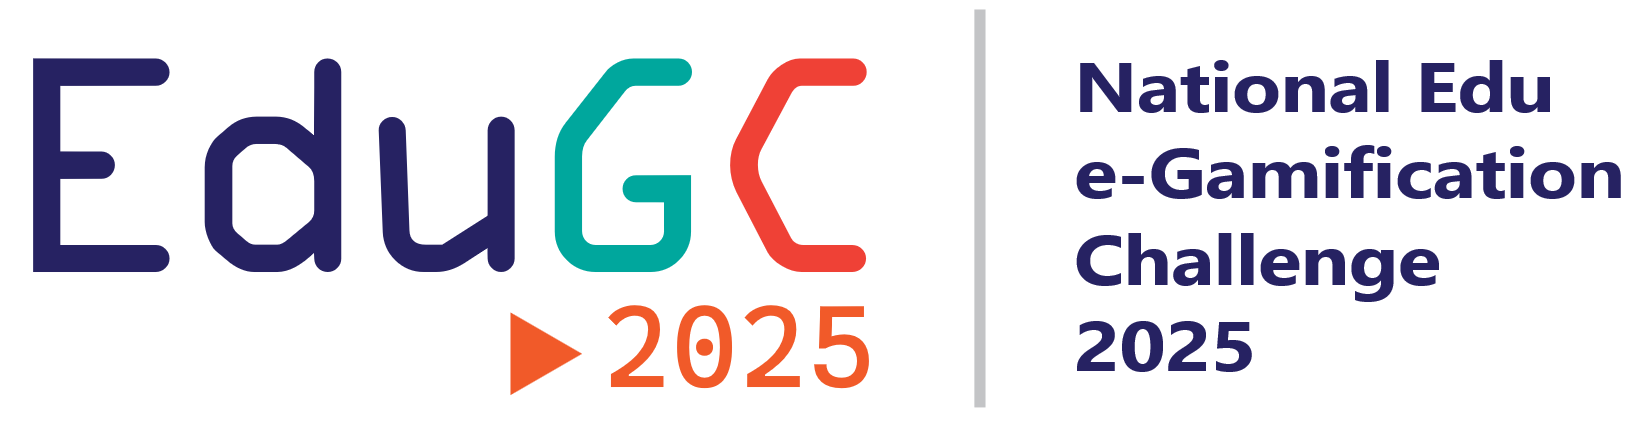 EduGC
2025
National Edu
e-Gamification
Challenge
2025